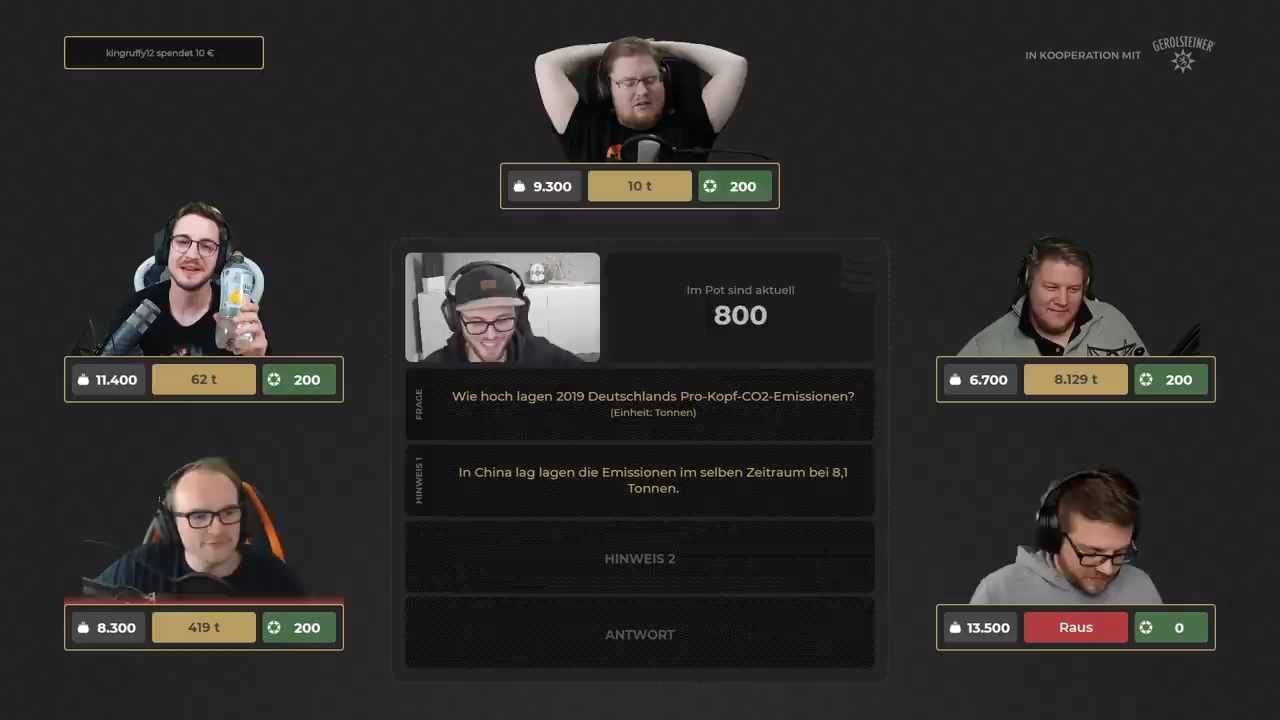 kingruffy12 spendet 10 €
IN KOOPERATION MIT
GEROLSTEINER
9.300
10 t
200
11.400
62 t
200
Im Pot sind aktuell
800
6.700
8.129 t
200
FRAGE
Wie hoch lagen 2019 Deutschlands Pro-Kopf-CO2-Emissionen?
(Einheit: Tonnen)
HINWEIS 1
In China lag lagen die Emissionen im selben Zeitraum bei 8,1
Tonnen.
HINWEIS 2
ANTWORT
8.300
419 t
200
13.500
Raus
0